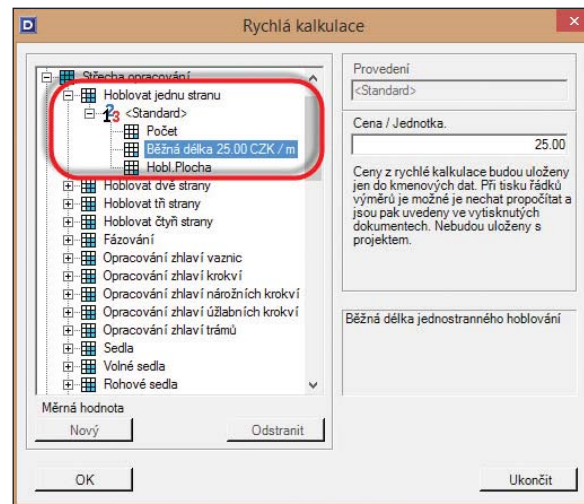 Rychlá kalkulace
Střecha opracování
Hoblovat jednu stranu
<Standard>
Počet
Běžná délka 25.00 CZK / m
Hobl.Plocha
Hoblovat dvě strany
Hoblovat tři strany
Hoblovat čtyři strany
Fázování
Opracování zhlaví vaznic
Opracování zhlaví krokví
Opracování zhlaví nárožních krokví
Opracování zhlaví úžlabních krokví
Opracování zhlaví trámů
Sedla
Volné sedla
Rohové sedla
Měrná hodnota
Nový
Odstranit
Provedení
<Standard>
Cena / Jednotka.
25.00
Ceny z rychlé kalkulace budou uloženy
jen do kmenových dat. Při tisku řádků
výměrů je možné je nechat propočítat a
jsou pak uvedeny ve vytisknutých
dokumentech. Nebudou uloženy s
projektem.
Běžná délka jednostranného hoblování
OK
Ukončit